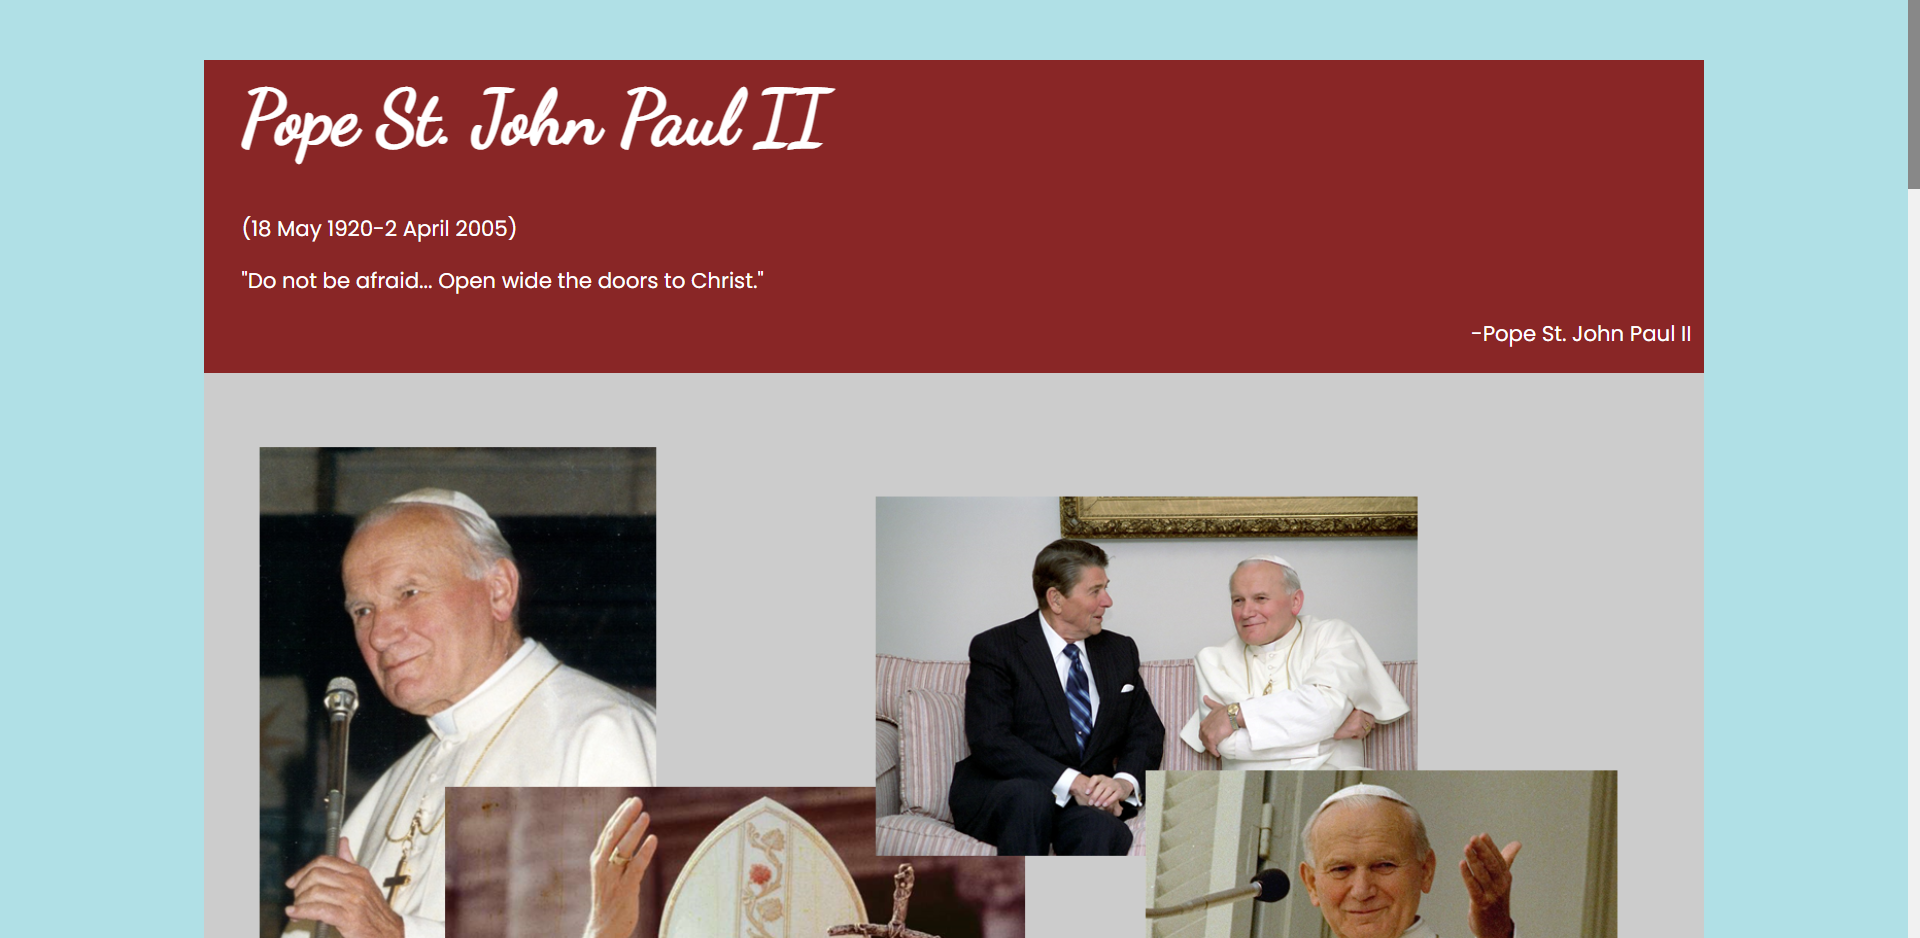 Pope St. John Paul II
(18 May 1920-2 April 2005)
"Do not be afraid... Open wide the doors to Christ."
-Pope St. John Paul II